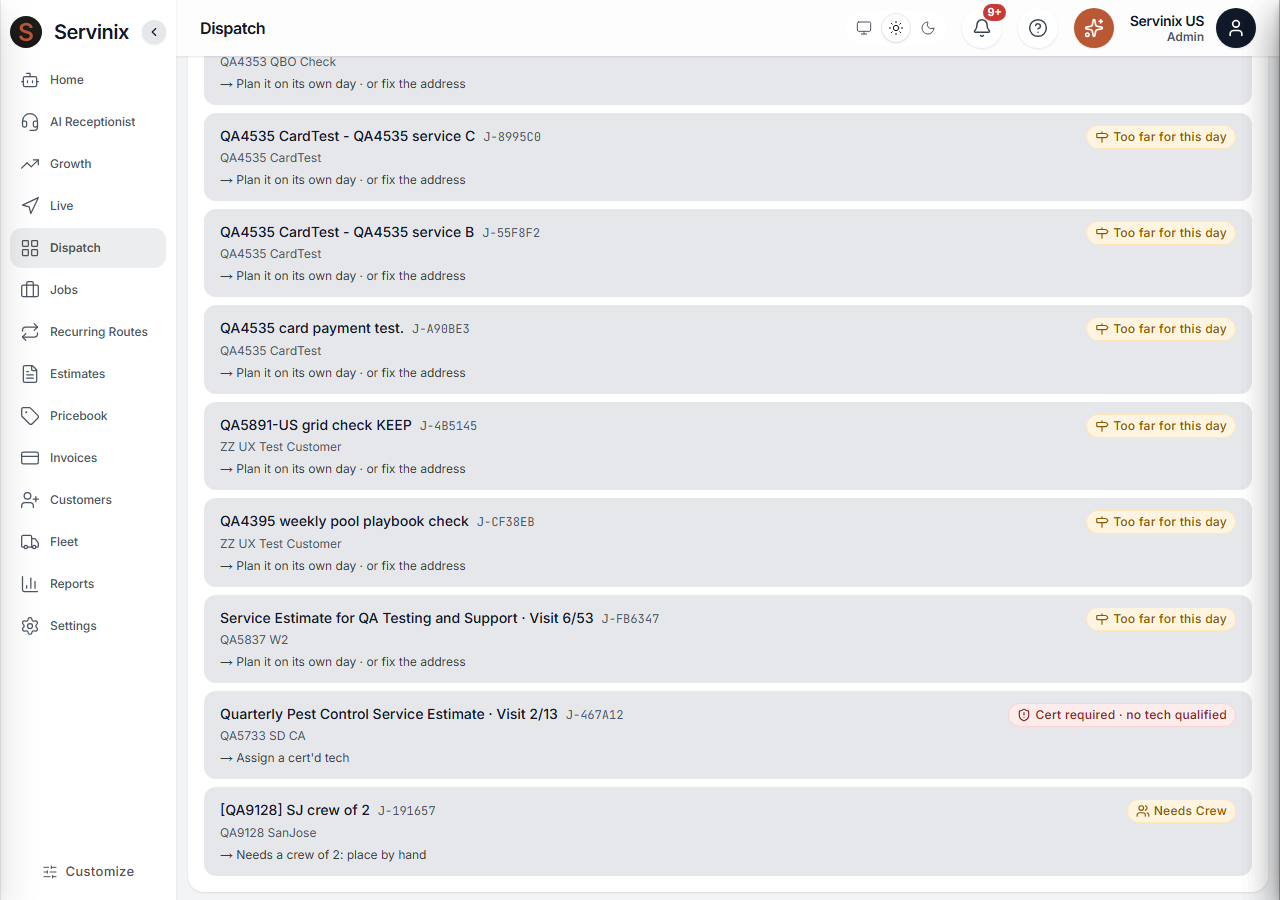 S Servinix
Home
AI Receptionist
Growth
Live
Dispatch
Jobs
Recurring Routes
Estimates
Pricebook
Invoices
Customers
Fleet
Reports
Settings
Customize
Dispatch
9+
Servinix US
Admin
QA4353 QBO Check
→ Plan it on its own day · or fix the address
QA4535 CardTest - QA4535 service C J-8995C0
Too far for this day
QA4535 CardTest
→ Plan it on its own day · or fix the address
QA4535 CardTest - QA4535 service B J-55F8F2
Too far for this day
QA4535 CardTest
→ Plan it on its own day · or fix the address
QA4535 card payment test. J-A90BE3
Too far for this day
QA4535 CardTest
→ Plan it on its own day · or fix the address
QA5891-US grid check KEEP J-4B5145
Too far for this day
ZZ UX Test Customer
→ Plan it on its own day · or fix the address
QA4395 weekly pool playbook check J-CF38EB
Too far for this day
ZZ UX Test Customer
→ Plan it on its own day · or fix the address
Service Estimate for QA Testing and Support · Visit 6/53 J-FB6347
Too far for this day
QA5837 W2
→ Plan it on its own day · or fix the address
Quarterly Pest Control Service Estimate · Visit 2/13 J-467A12
Cert required · no tech qualified
QA5733 SD CA
→ Assign a cert'd tech
[QA9128] SJ crew of 2 J-191657
Needs Crew
QA9128 SanJose
→ Needs a crew of 2: place by hand